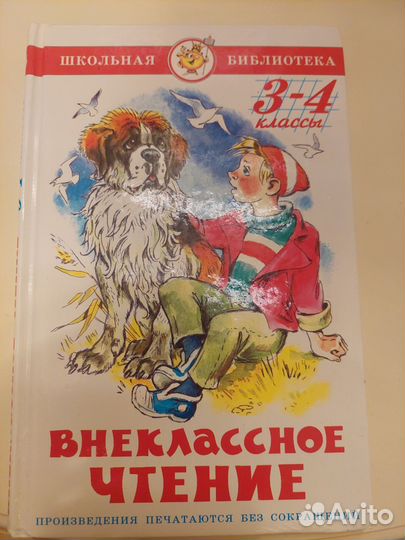 ШКОЛЬНАЯ БИБЛИОТЕКА
3-4
классы
ВНЕКЛАССНОЕ
ЧТЕНИЕ
ПРОИЗВЕДЕНИЯ ПЕЧАТАЮТСЯ БЕЗ СОКРАЩЕНИЙ
Avito